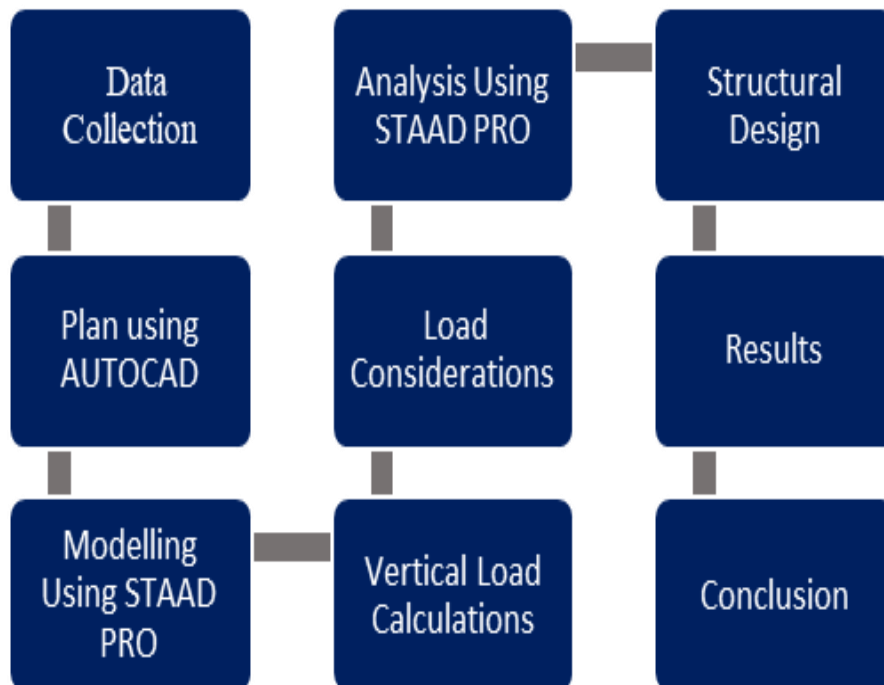 Data
Collection
Plan using
AUTOCAD
Modelling
Using STAAD
PRO
Vertical Load
Calculations
Load
Considerations
Analysis Using
STAAD PRO
Structural
Design
Results
Conclusion